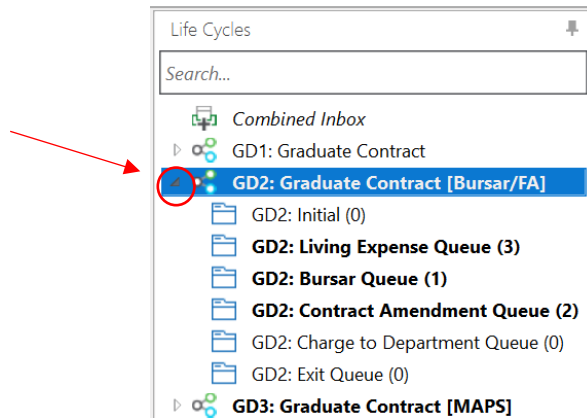 Life Cycles
Search...
Combined Inbox
GD1: Graduate Contract
GD2: Graduate Contract [Bursar/FA]
GD2: Initial (0)
GD2: Living Expense Queue (3)
GD2: Bursar Queue (1)
GD2: Contract Amendment Queue (2)
GD2: Charge to Department Queue (0)
GD2: Exit Queue (0)
GD3: Graduate Contract [MAPS]